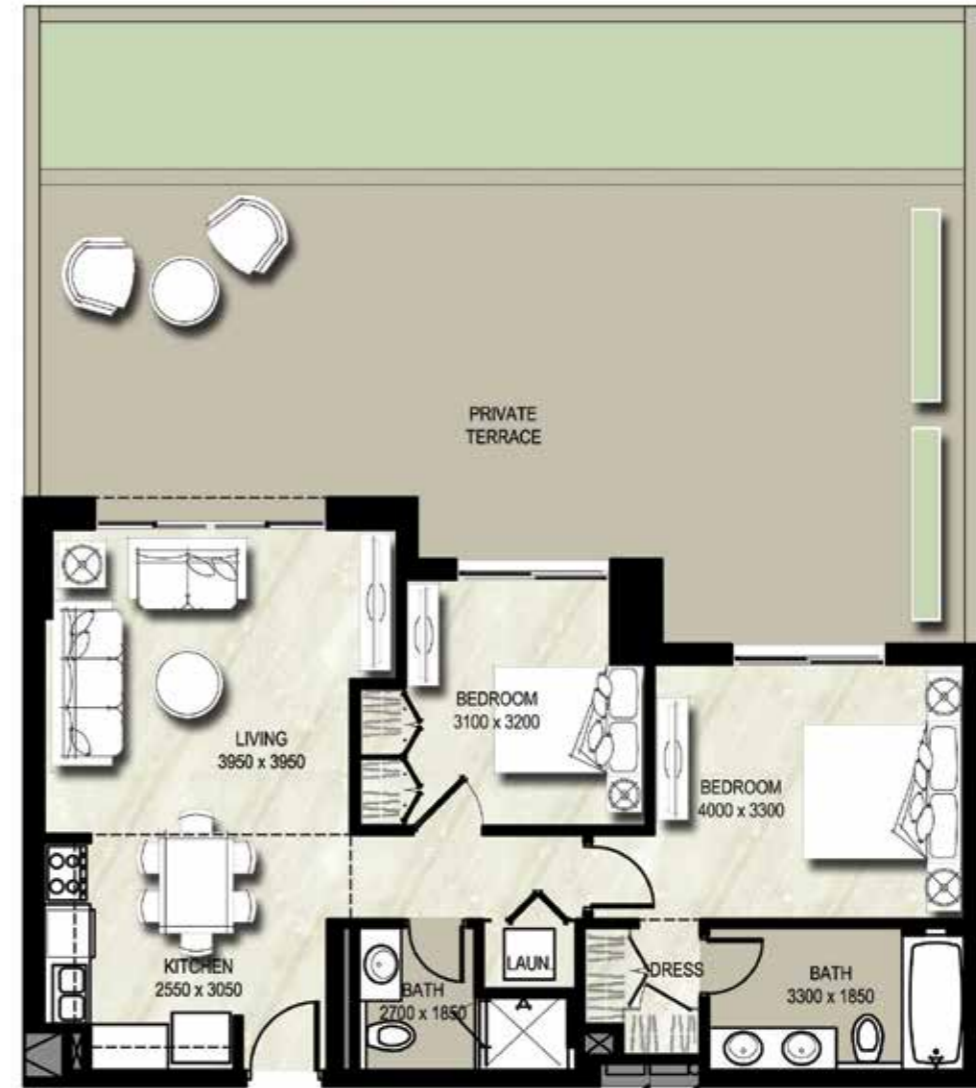 PRIVATE
TERRACE
BEDROOM
3100 x 3200
LIVING
3950 x 3950
BEDROOM
4000 x 3300
KITCHEN
2550 x 3050
BATH
2700 x 1850
LAUN.
DRESS
BATH
3300 x 1850